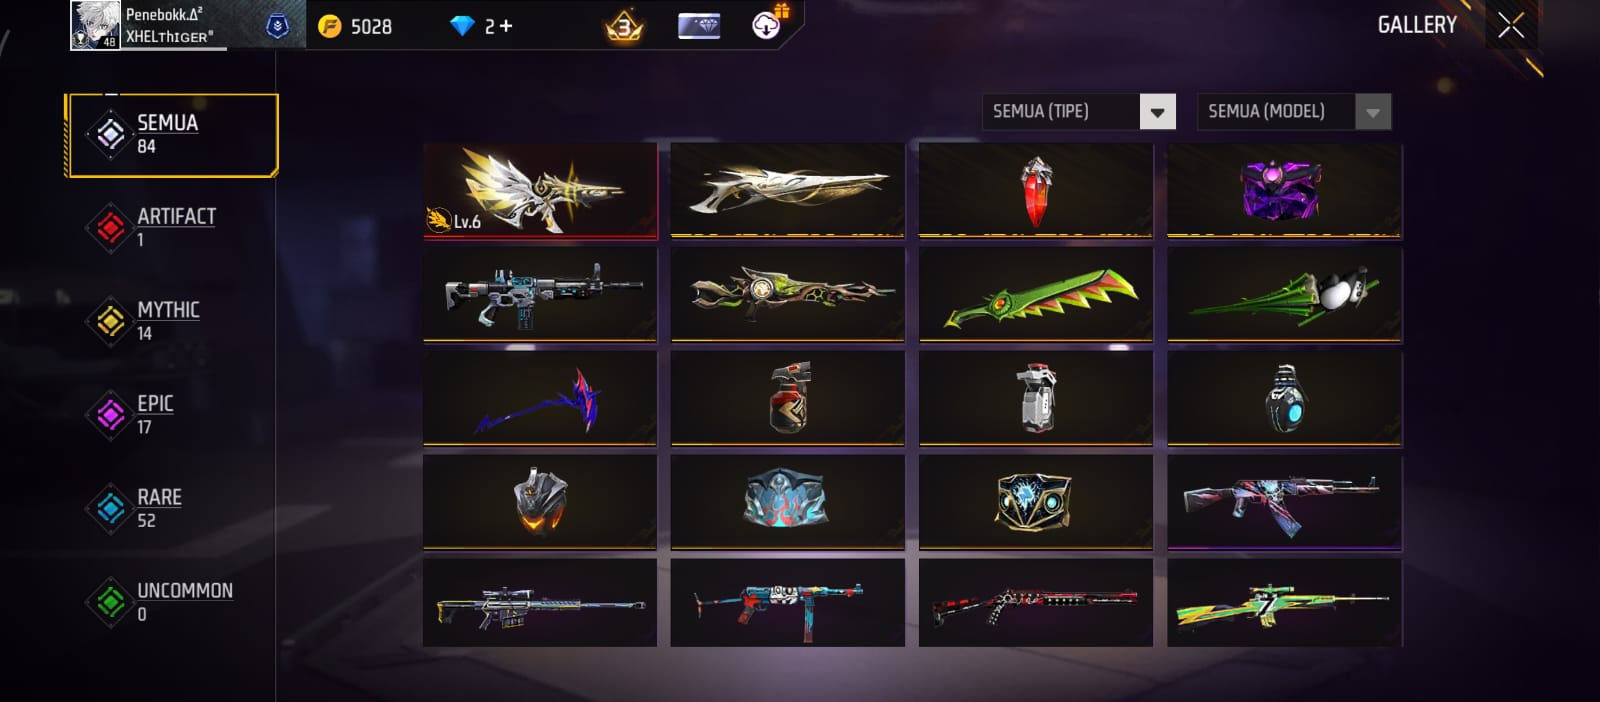 Penebokk.Δ²
XHELThIGER"
48
5028
2 +
3
GALLERY
SEMUA
84
SEMUA (TIPE)
SEMUA (MODEL)
ARTIFACT
1
Lv.6
MYTHIC
14
EPIC
17
RARE
52
UNCOMMON
0